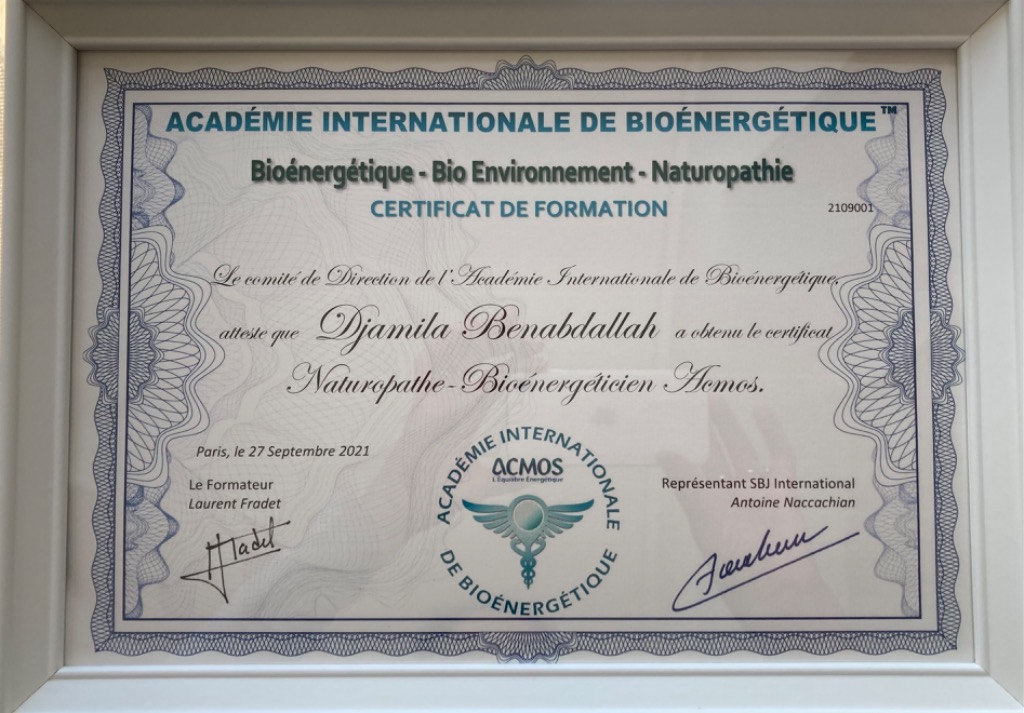 ACADÉMIE INTERNATIONALE DE BIOÉNERGÉTIQUE™
Bioénergétique - Bio Environnement - Naturopathie
CERTIFICAT DE FORMATION
2109001
Le comité de Direction de l'Académie Internationale de Bioénergétique,
atteste que Djamila Benabdallah a obtenu le certificat
Naturopathe-Bioénergéticien Acmos.
Paris, le 27 Septembre 2021
Le Formateur
Laurent Fradet
ACADÉMIE INTERNATIONALE
ACMOS
L'Equilibre Energétique
DE BIOÉNERGÉTIQUE
Représentant SBJ International
Antoine Naccachian